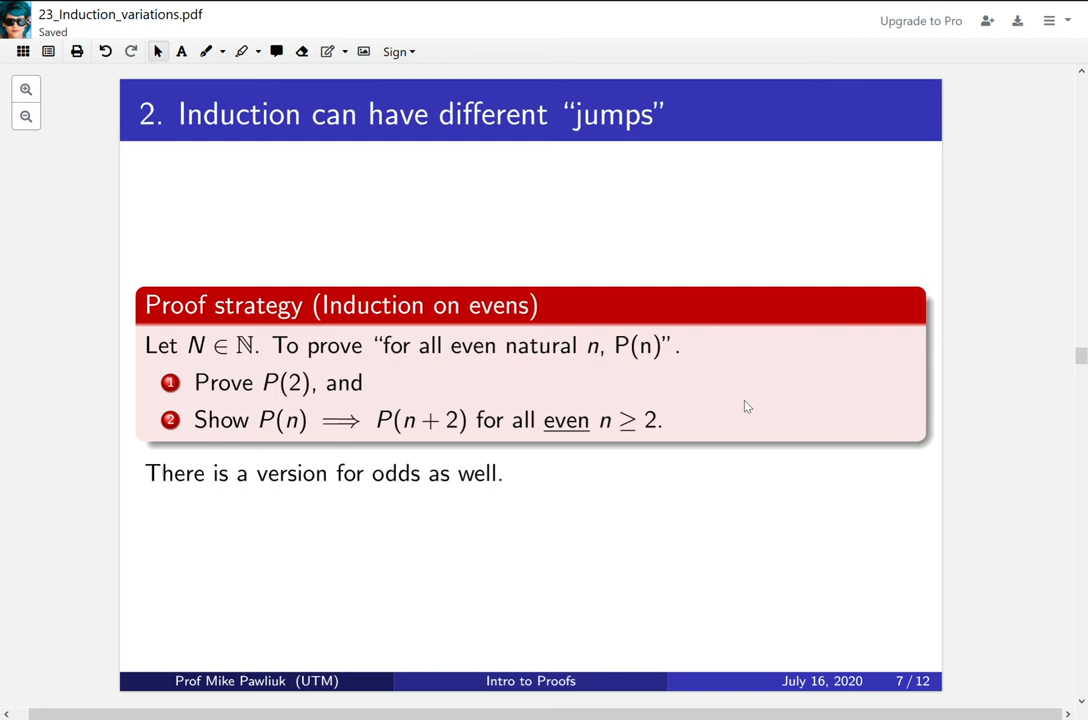 23_Induction_variations.pdf
Saved
Upgrade to Pro
A
Sign
2. Induction can have different “jumps”
Proof strategy (Induction on evens)
Let N ∈ ℕ. To prove “for all even natural n, P(n)”.
1 Prove P(2), and
2 Show P(n) ⟹ P(n + 2) for all even n ≥ 2.
There is a version for odds as well.
Prof Mike Pawliuk (UTM) Intro to Proofs July 16, 2020 7 / 12